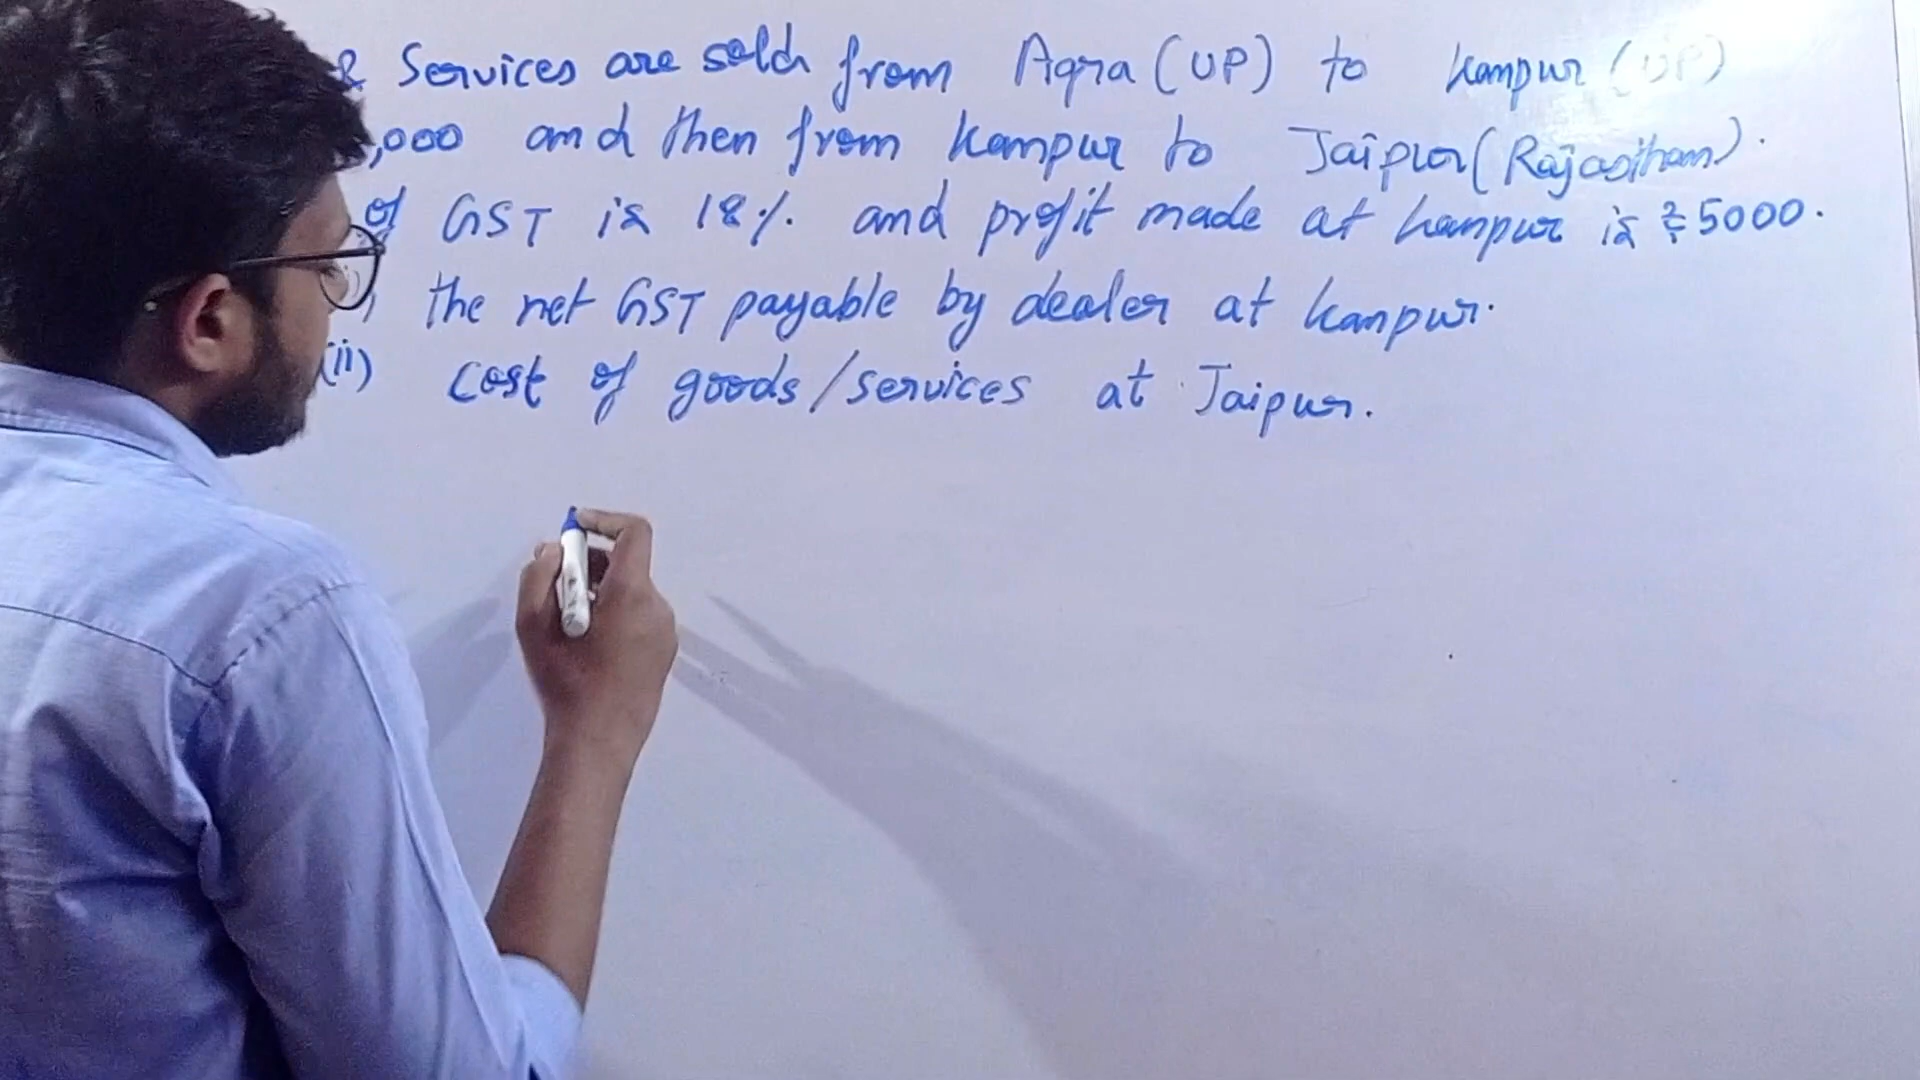 & Services are sold from Agra (UP) to Kanpur (UP)
,000 and then from Kanpur to Jaipur (Rajasthan).
of GST is 18% and profit made at Kanpur is ₹5000.
) the net GST payable by dealer at Kanpur.
(ii) Cost of goods/services at Jaipur.